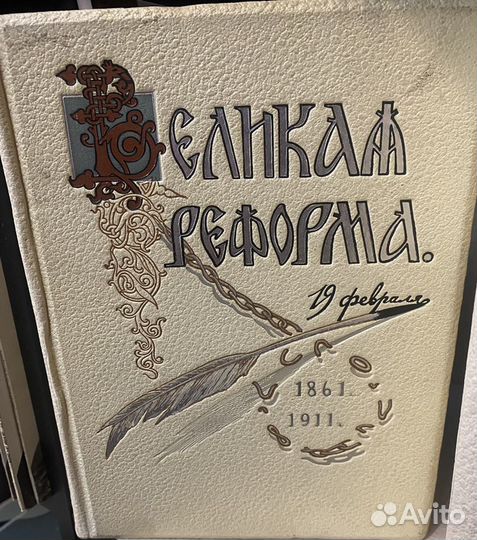 ВЕЛИКАЯ
РЕФОРМА.
19 февраля
1861.
1911.
Avito